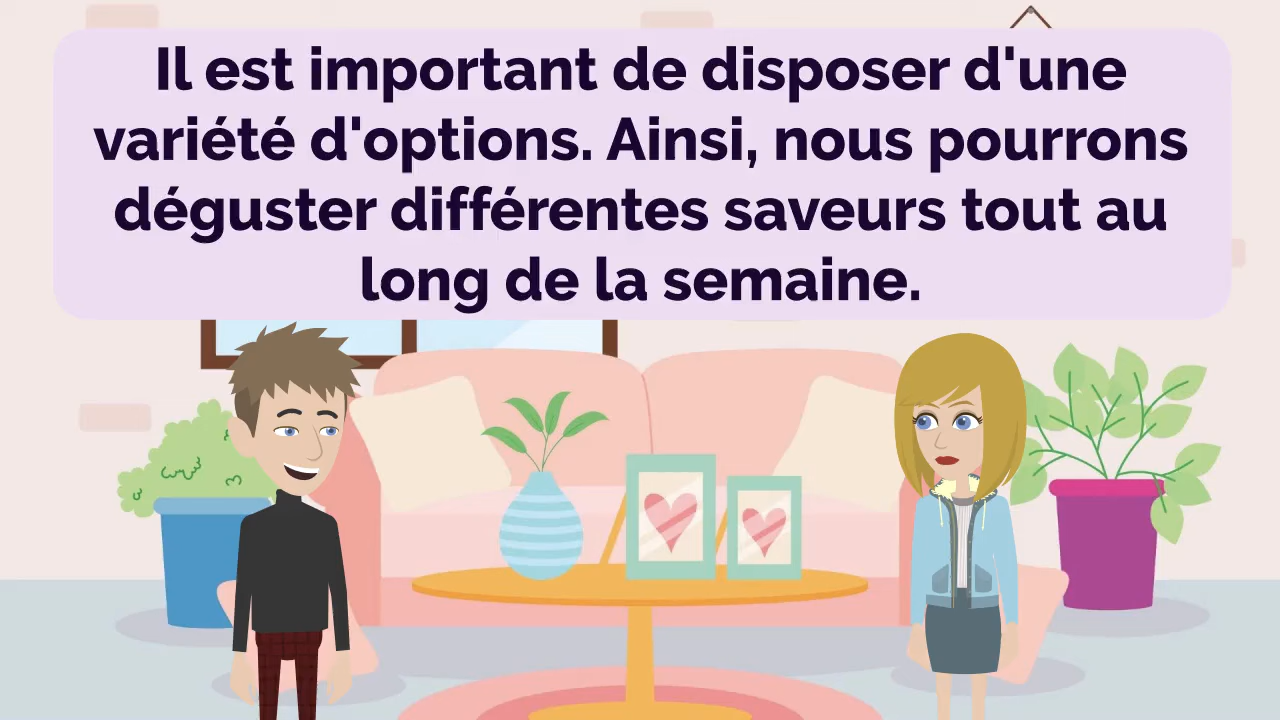 Il est important de disposer d'une
variété d'options. Ainsi, nous pourrons
déguster différentes saveurs tout au
long de la semaine.